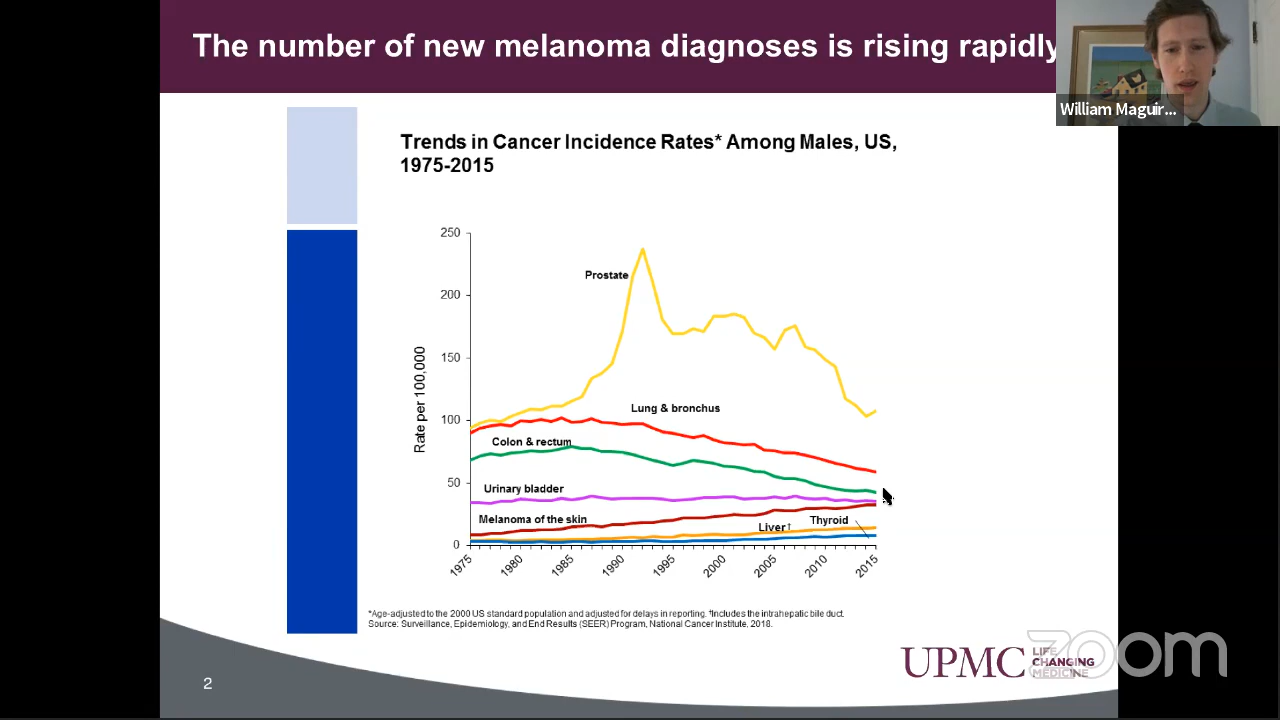 The number of new melanoma diagnoses is rising rapidly
William Maguir...
Trends in Cancer Incidence Rates* Among Males, US,
1975-2015
250
200
150
100
50
0
Rate per 100,000
Prostate
Lung & bronchus
Colon & rectum
Urinary bladder
Melanoma of the skin
Liver†
Thyroid
1975
1980
1985
1990
1995
2000
2005
2010
2015
*Age-adjusted to the 2000 US standard population and adjusted for delays in reporting. †Includes the intrahepatic bile duct.
Source: Surveillance, Epidemiology, and End Results (SEER) Program, National Cancer Institute, 2018.
UPMC
LIFE
CHANGING
MEDICINE
zoom
2